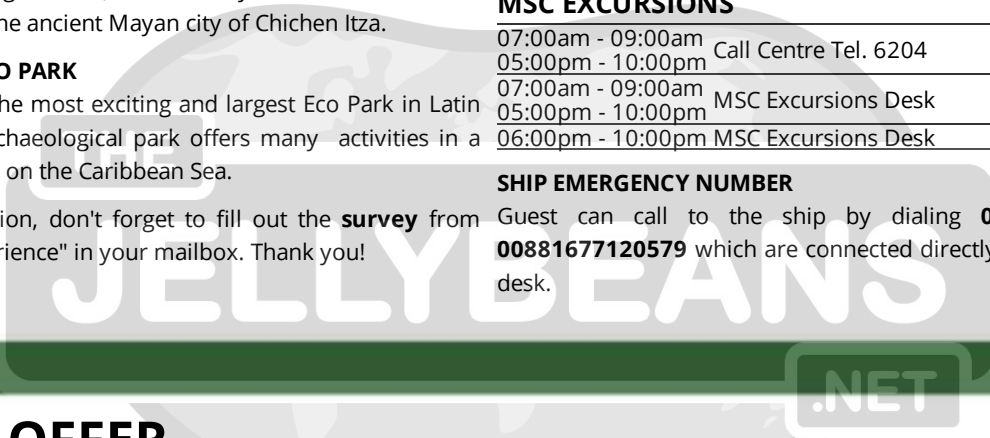 he ancient Mayan city of Chichen Itza.
O PARK
he most exciting and largest Eco Park in Latin
chaeological park offers many activities in a
on the Caribbean Sea.
ion, don't forget to fill out the survey from
rience" in your mailbox. Thank you!
MSC EXCURSIONS
07:00am - 09:00am
05:00pm - 10:00pm Call Centre Tel. 6204
07:00am - 09:00am
05:00pm - 10:00pm MSC Excursions Desk
06:00pm - 10:00pm MSC Excursions Desk
SHIP EMERGENCY NUMBER
Guest can call to the ship by dialing 0
00881677120579 which are connected directly
desk.
THE
JELLYBEANS
.NET
OFFER